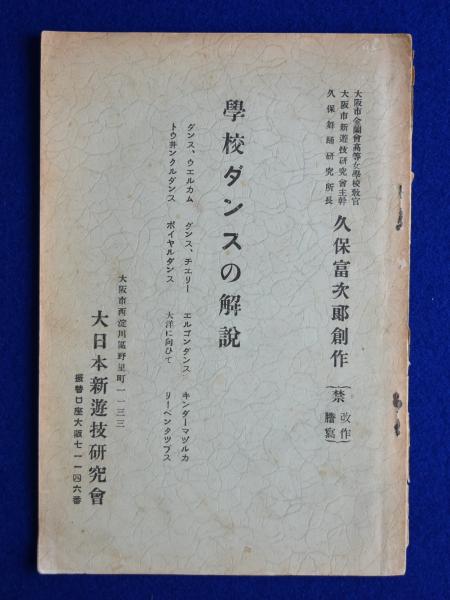 大阪市金蘭會高等女學校敎官
大阪市新遊技研究會主幹
久保舞踊研究所長
久保富次郎創作
禁
改作
謄寫
學校ダンスの解說
ダンス、ウエルカム
トウ井ンクルダンス
ダンス、チエリー
ボイヤルダンス
エルゴンダンス
大洋に向ひて
キンダーマヅルカ
リーベンタツプス
大阪市西淀川區野里町一一三三
大日本新遊技研究會
振替口座大阪七一一四六番